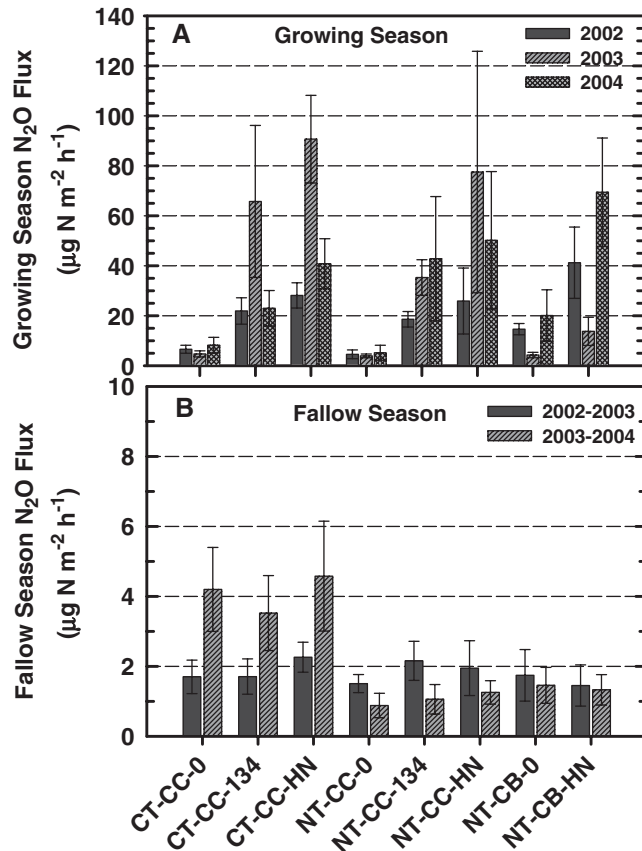 A
Growing Season
2002
2003
2004
Growing Season N₂O Flux
(µg N m⁻² h⁻¹)
140
120
100
80
60
40
20
0
B
Fallow Season
2002-2003
2003-2004
Fallow Season N₂O Flux
(µg N m⁻² h⁻¹)
10
8
6
4
2
0
CT-CC-0
CT-CC-134
CT-CC-HN
NT-CC-0
NT-CC-134
NT-CC-HN
NT-CB-0
NT-CB-HN